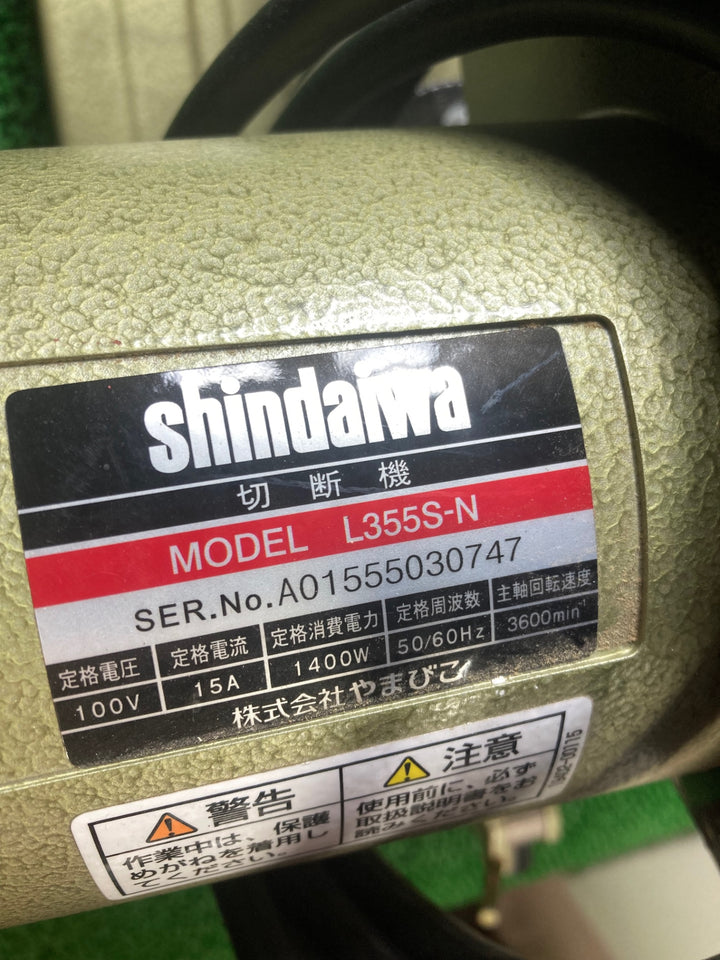 shindaiwa
切断機
MODEL L355S-N
SER.No.A01555030747
定格電圧 定格電流 定格消費電力 定格周波数 主軸回転速度
100V 15A 1400W 50/60Hz 3600min⁻¹
株式会社やまびこ
警告
作業中は、保護
めがねを着用し
てください。
注意
使用前に、必ず
取扱説明書をお
読みください。